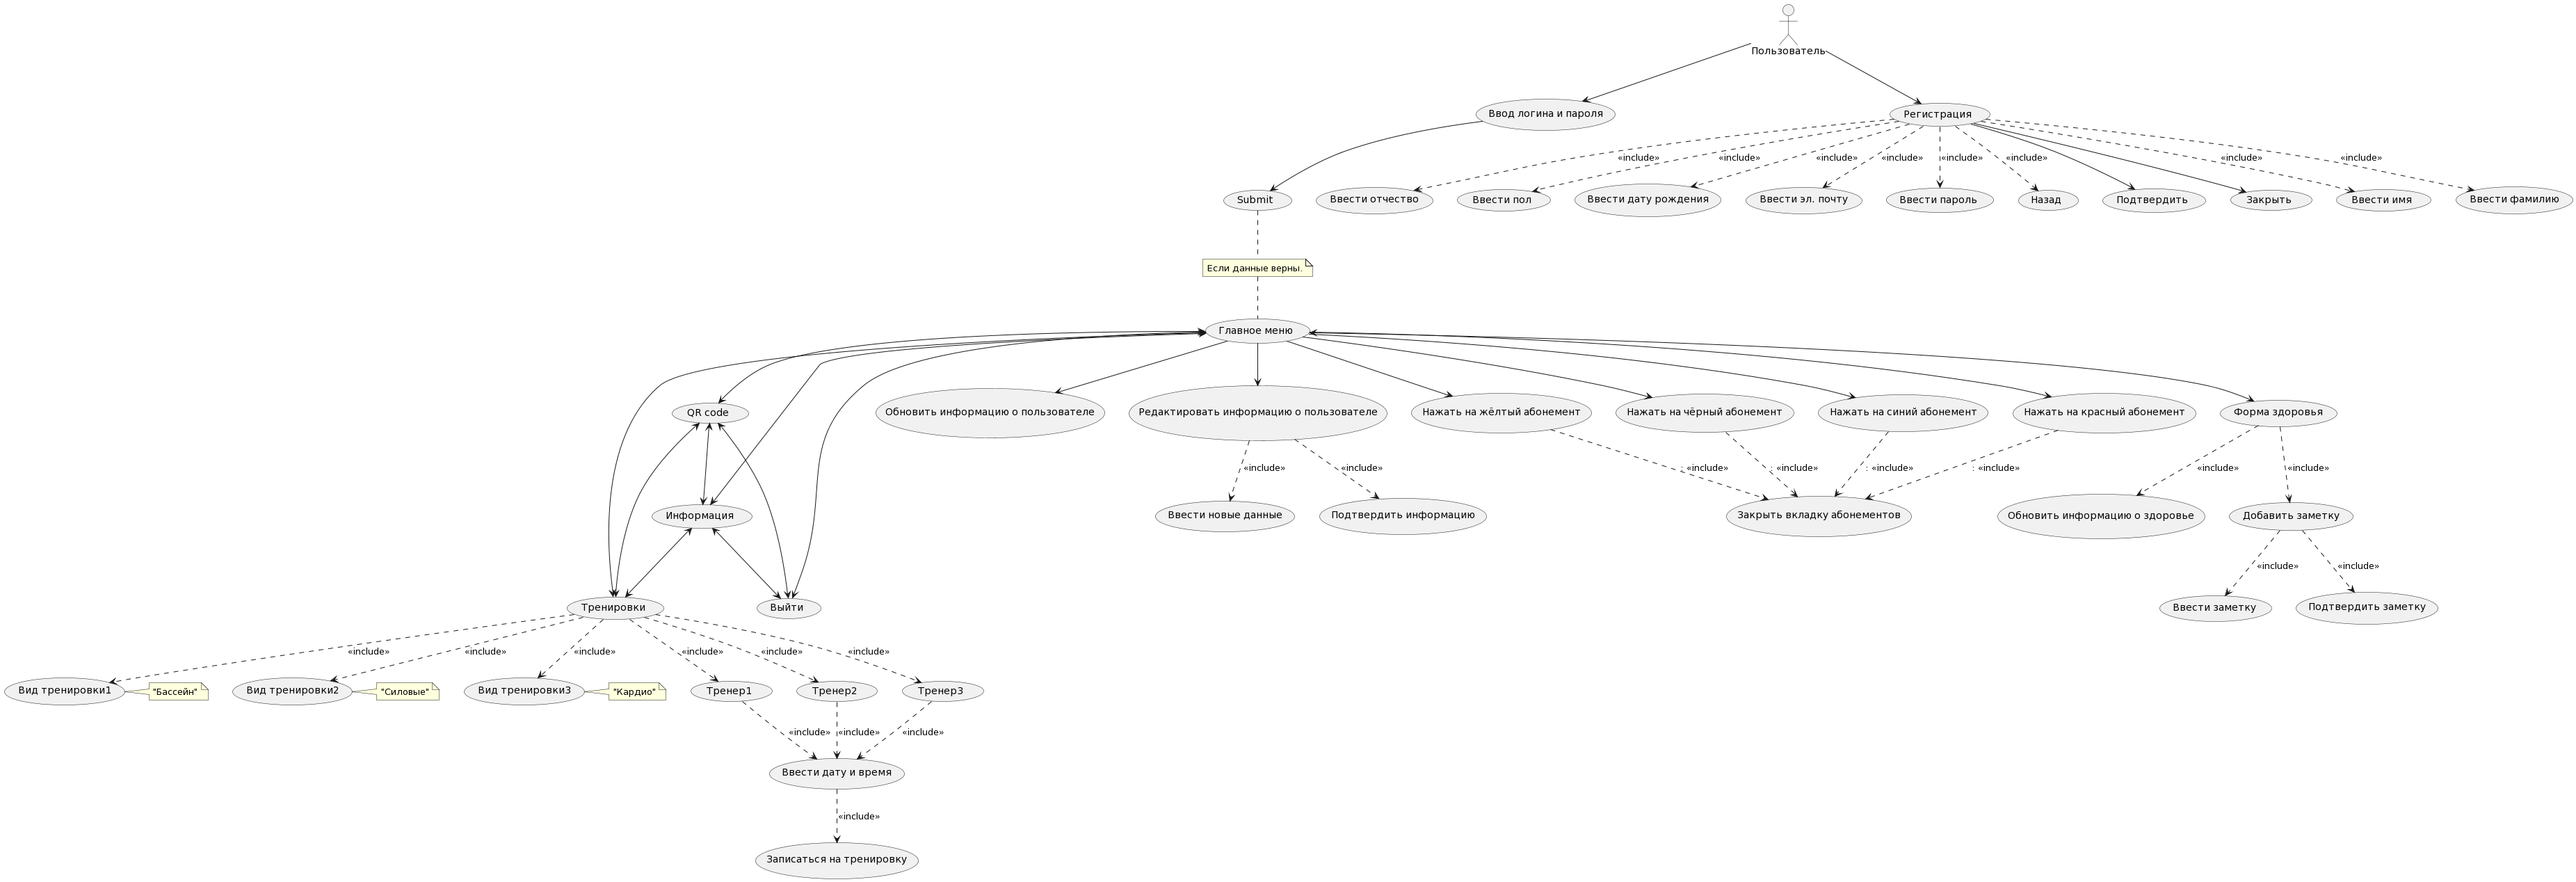 Пользователь
Ввод логина и пароля
Регистрация
«include»
«include»
«include»
«include»
«include»
«include»
«include»
«include»
Submit
Ввести отчество
Ввести пол
Ввести дату рождения
Ввести эл. почту
Ввести пароль
Назад
Подтвердить
Закрыть
Ввести имя
Ввести фамилию
Если данные верны.
Главное меню
QR code
Обновить информацию о пользователе
Редактировать информацию о пользователе
Нажать на жёлтый абонемент
Нажать на чёрный абонемент
Нажать на синий абонемент
Нажать на красный абонемент
Форма здоровья
«include»
«include»
: «include»
: «include»
: «include»
: «include»
«include»
«include»
Информация
Ввести новые данные
Подтвердить информацию
Закрыть вкладку абонементов
Обновить информацию о здоровье
Добавить заметку
«include»
«include»
Тренировки
Выйти
Ввести заметку
Подтвердить заметку
«include»
«include»
«include»
«include»
«include»
«include»
Вид тренировки1
"Бассейн"
Вид тренировки2
"Силовые"
Вид тренировки3
"Кардио"
Тренер1
Тренер2
Тренер3
«include»
«include»
«include»
Ввести дату и время
«include»
Записаться на тренировку